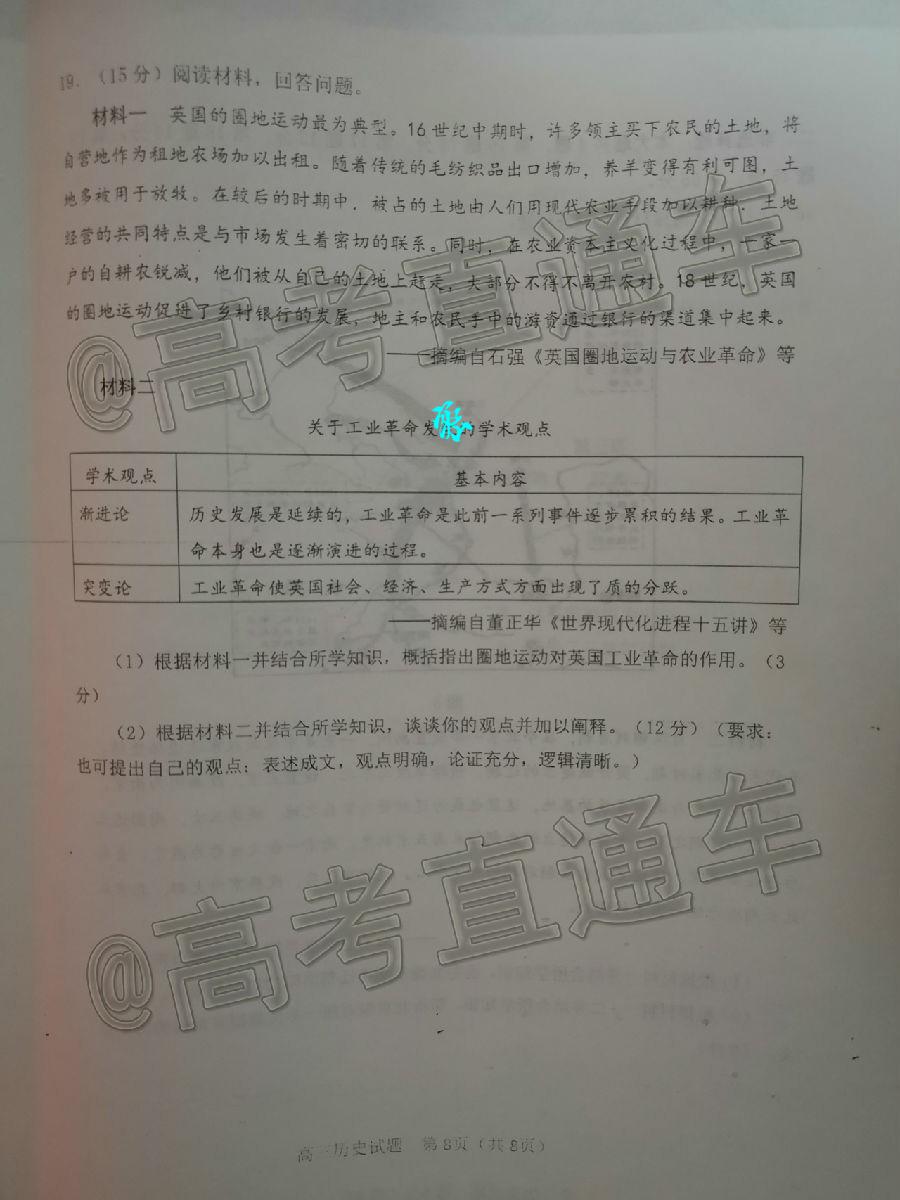 19. （15分）阅读材料，回答问题。
材料一 英国的圈地运动最为典型。16世纪中期时，许多领主买下农民的土地，将
自营地作为租地农场加以出租。随着传统的毛纺织品出口增加，养羊变得有利可图，土
地多被用于放牧。在较后的时期中，被占的土地由人们用现代农业手段加以耕种，土地
经营的共同特点是与市场发生着密切的联系。同时，在农业资本主义化过程中，一家一
户的自耕农锐减，他们被从自己的土地上赶走，大部分不得不离开农村。18世纪，英国
的圈地运动促进了乡村银行的发展，地主和农民手中的游资通过银行的渠道集中起来。
——摘编自石强《英国圈地运动与农业革命》等
材料二
关于工业革命发 的学术观点
学术观点 基本内容
渐进论 历史发展是延续的，工业革命是此前一系列事件逐步累积的结果。工业革
命本身也是逐渐演进的过程。
突变论 工业革命使英国社会、经济、生产方式方面出现了质的分跃。
——摘编自董正华《世界现代化进程十五讲》等
（1）根据材料一并结合所学知识，概括指出圈地运动对英国工业革命的作用。（3
分）
（2）根据材料二并结合所学知识，谈谈你的观点并加以阐释。（12分）（要求：
也可提出自己的观点；表述成文，观点明确，论证充分，逻辑清晰。）
@高考直通车
@高考直通车
高三历史试题 第8页（共8页）